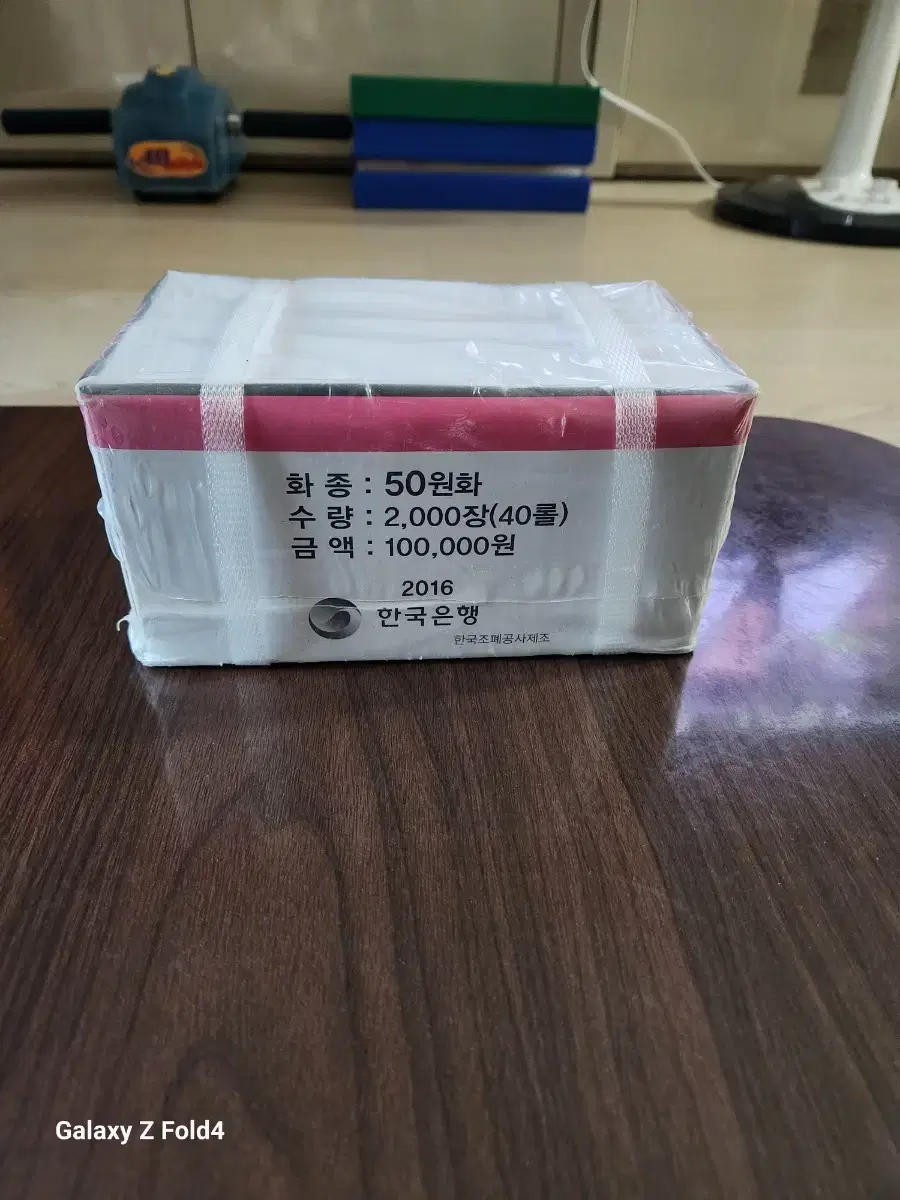 화 종 : 50원화
수 량 : 2,000장(40롤)
금 액 : 100,000원
2016
한국은행
한국조폐공사제조
Galaxy Z Fold4